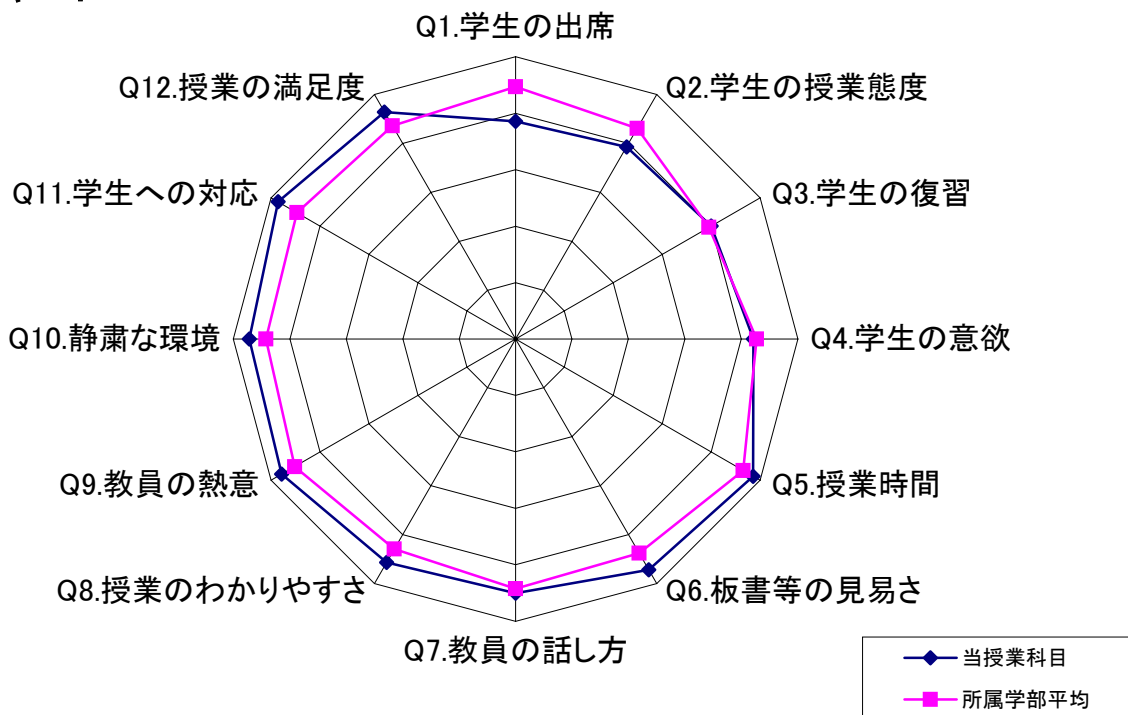 Q1.学生の出席
Q2.学生の授業態度
Q3.学生の復習
Q4.学生の意欲
Q5.授業時間
Q6.板書等の見易さ
Q7.教員の話し方
Q8.授業のわかりやすさ
Q9.教員の熱意
Q10.静粛な環境
Q11.学生への対応
Q12.授業の満足度
当授業科目
所属学部平均